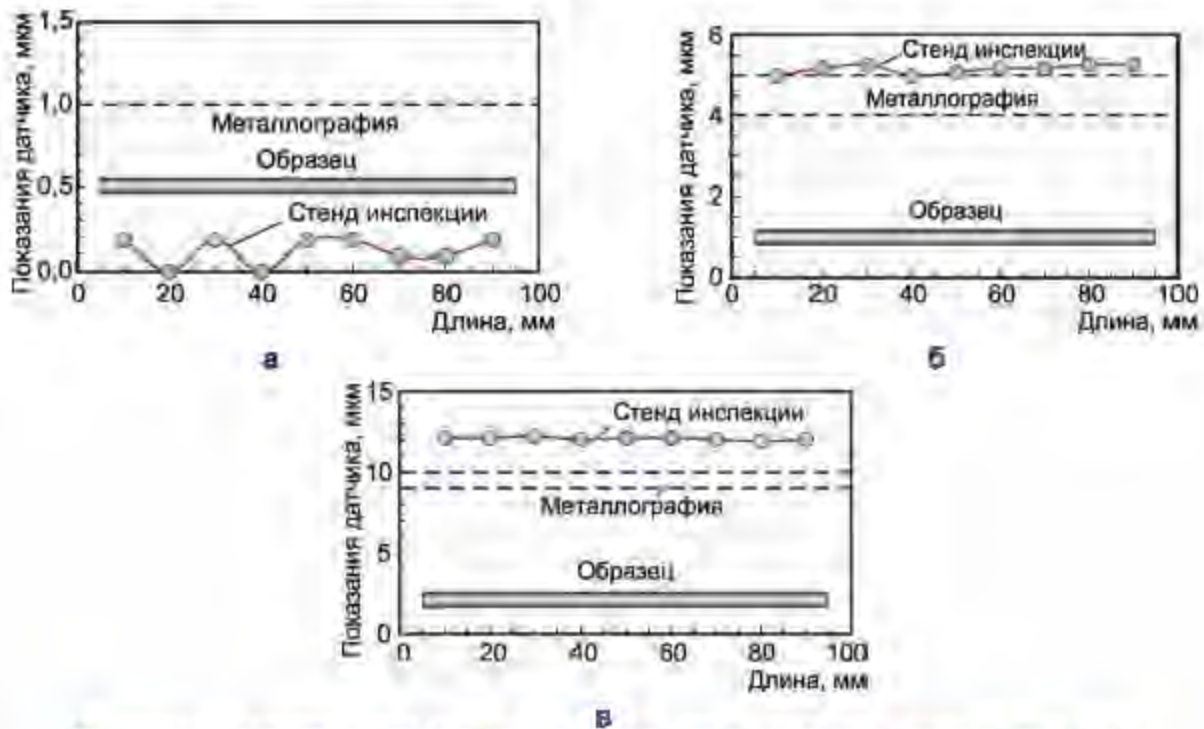 Показания датчика, мкм
1,5
1,0
0,5
0,0
Металлография
Образец
Стенд инспекции
0 20 40 60 80 100
Длина, мм
а
Показания датчика, мкм
6
4
2
0
Стенд инспекции
Металлография
Образец
0 20 40 60 80 100
Длина, мм
б
Показания датчика, мкм
15
10
5
0
Стенд инспекции
Металлография
Образец
0 20 40 60 80 100
Длина, мм
в